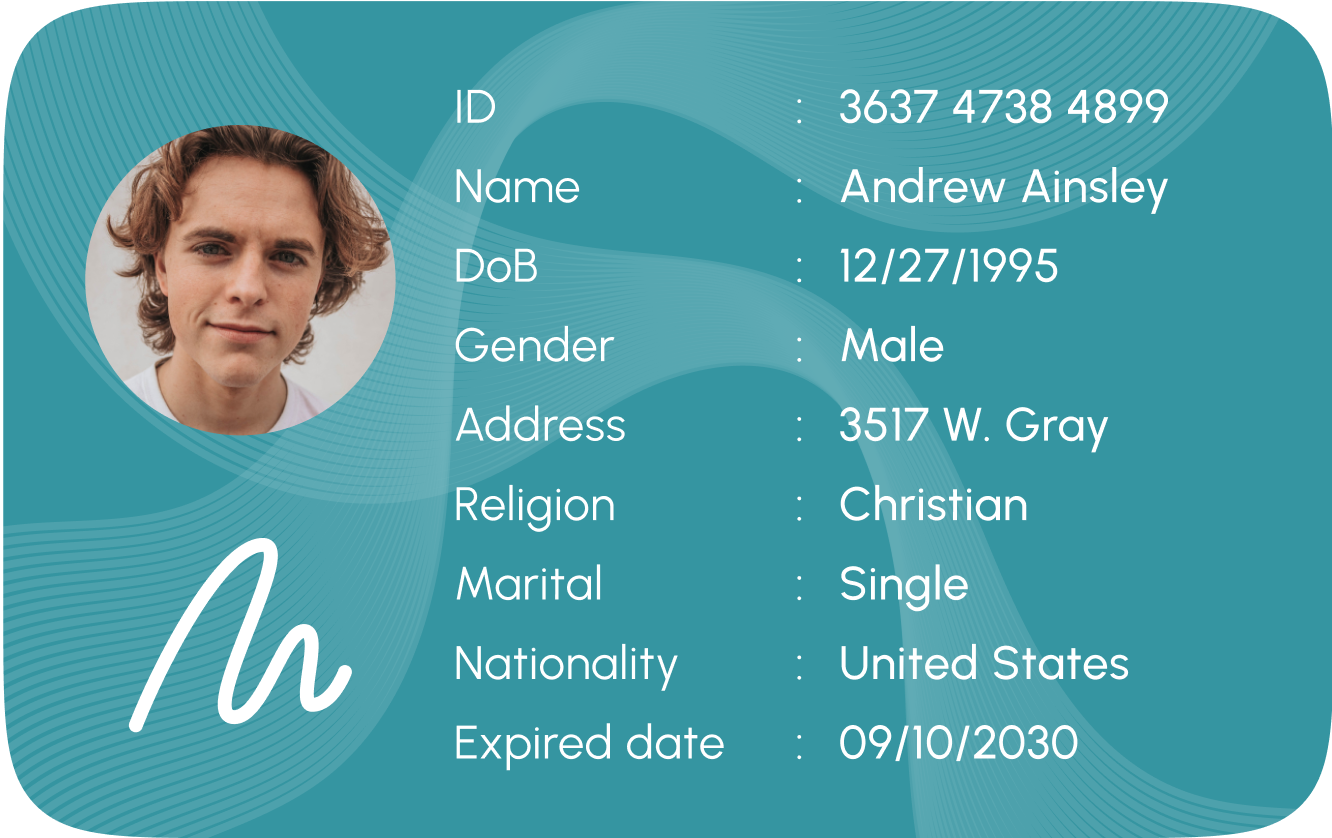 ID : 3637 4738 4899
Name : Andrew Ainsley
DoB : 12/27/1995
Gender : Male
Address : 3517 W. Gray
Religion : Christian
Marital : Single
Nationality : United States
Expired date : 09/10/2030